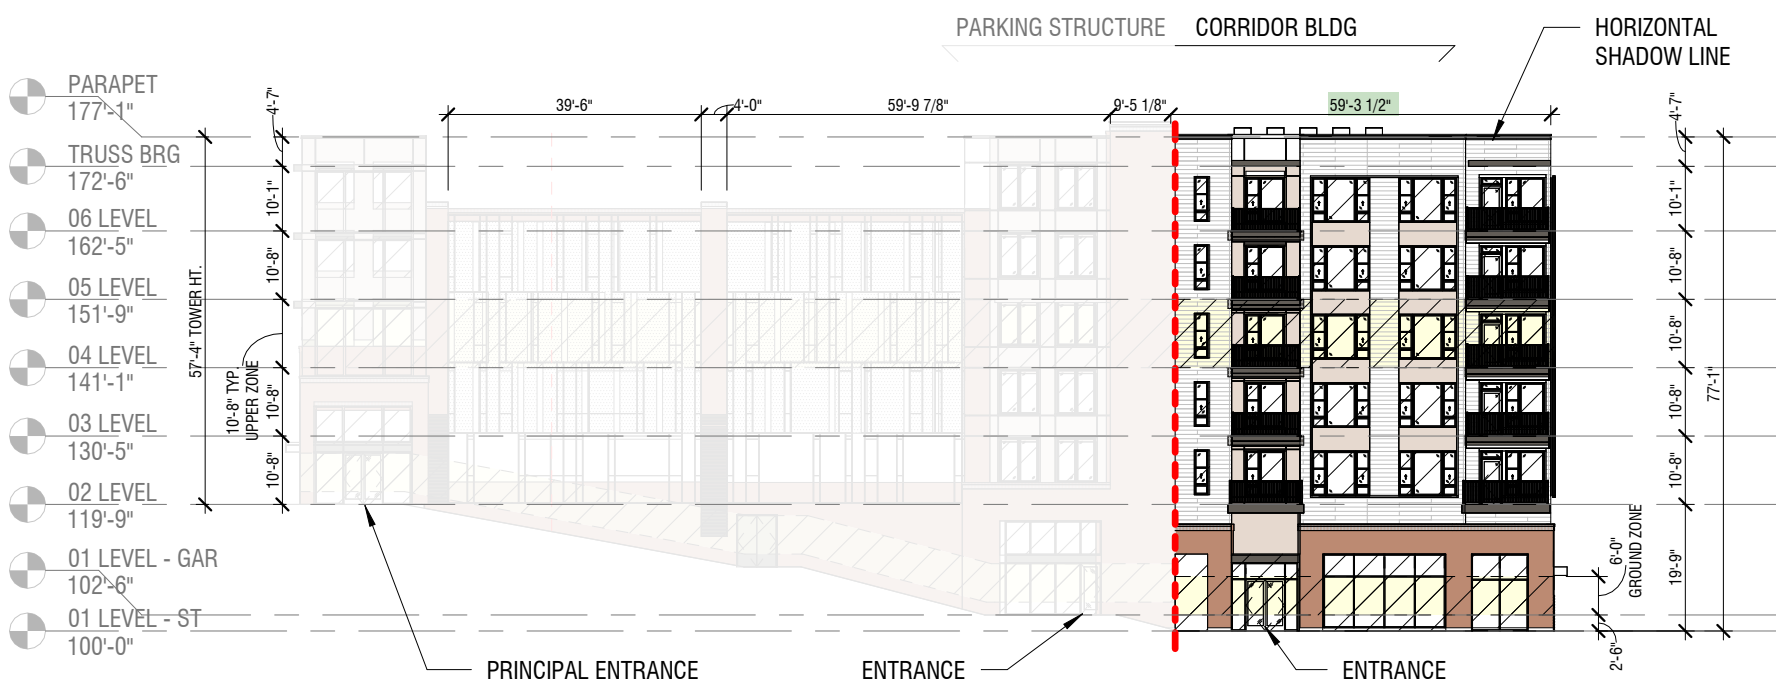 PARKING STRUCTURE
CORRIDOR BLDG
HORIZONTAL
SHADOW LINE
PARAPET
177'-1"
TRUSS BRG
172'-6"
06 LEVEL
162'-5"
05 LEVEL
151'-9"
04 LEVEL
141'-1"
03 LEVEL
130'-5"
02 LEVEL
119'-9"
01 LEVEL - GAR
102'-6"
01 LEVEL - ST
100'-0"
57'-4" TOWER HT.
10'-8" TYP.
UPPER ZONE
4'-7"
10'-1"
10'-8"
10'-8"
10'-8"
39'-6"
4'-0"
59'-9 7/8"
9'-5 1/8"
59'-3 1/2"
4'-7"
10'-1"
10'-8"
10'-8"
10'-8"
10'-8"
19'-9"
77'-1"
6'-0"
GROUND ZONE
2'-6"
PRINCIPAL ENTRANCE
ENTRANCE
ENTRANCE